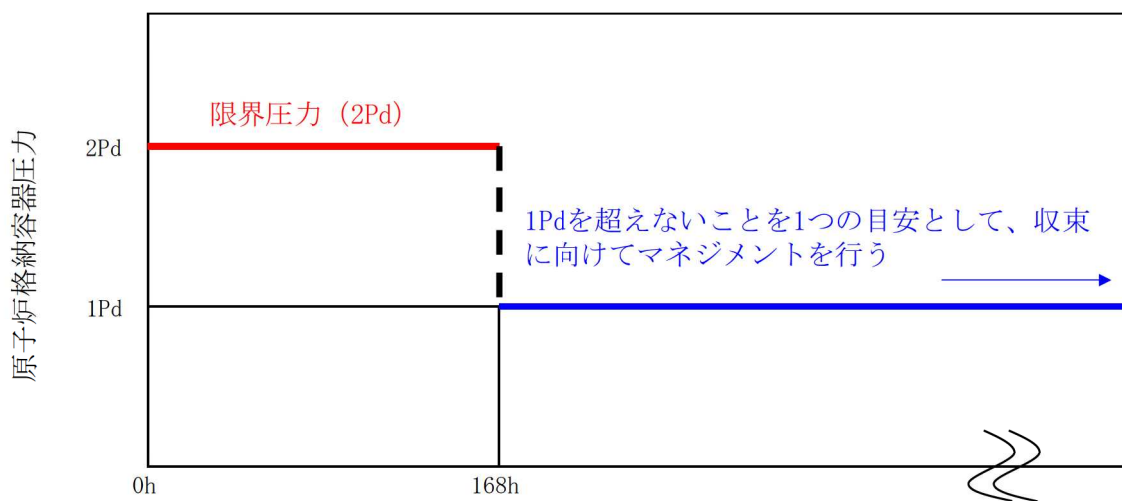 限界圧力（2Pd）
2Pd
原子炉格納容器圧力
1Pdを超えないことを1つの目安として、収束
に向けてマネジメントを行う
1Pd
0h
168h